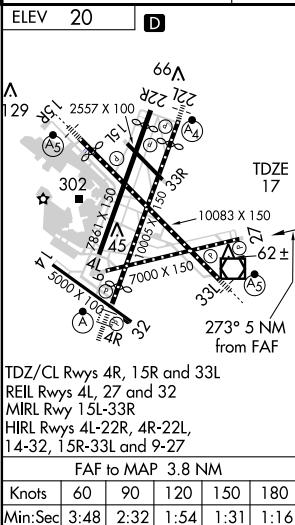 ELEV 20 D
66
22L
129
15R
2557 X 100
22R
A5
15L
A4
33R
TDZE
17
302
7861 X 150
10005 X 150
10083 X 150
45
4L
27
62 ±
14
5000 X 100
9
7000 X 150
33L
A5
A
4R
32
273° 5 NM
from FAF
TDZ/CL Rwys 4R, 15R and 33L
REIL Rwys 4L, 27 and 32
MIRL Rwy 15L-33R
HIRL Rwys 4L-22R, 4R-22L,
14-32, 15R-33L and 9-27
FAF to MAP 3.8 NM
Knots 60 90 120 150 180
Min:Sec 3:48 2:32 1:54 1:31 1:16